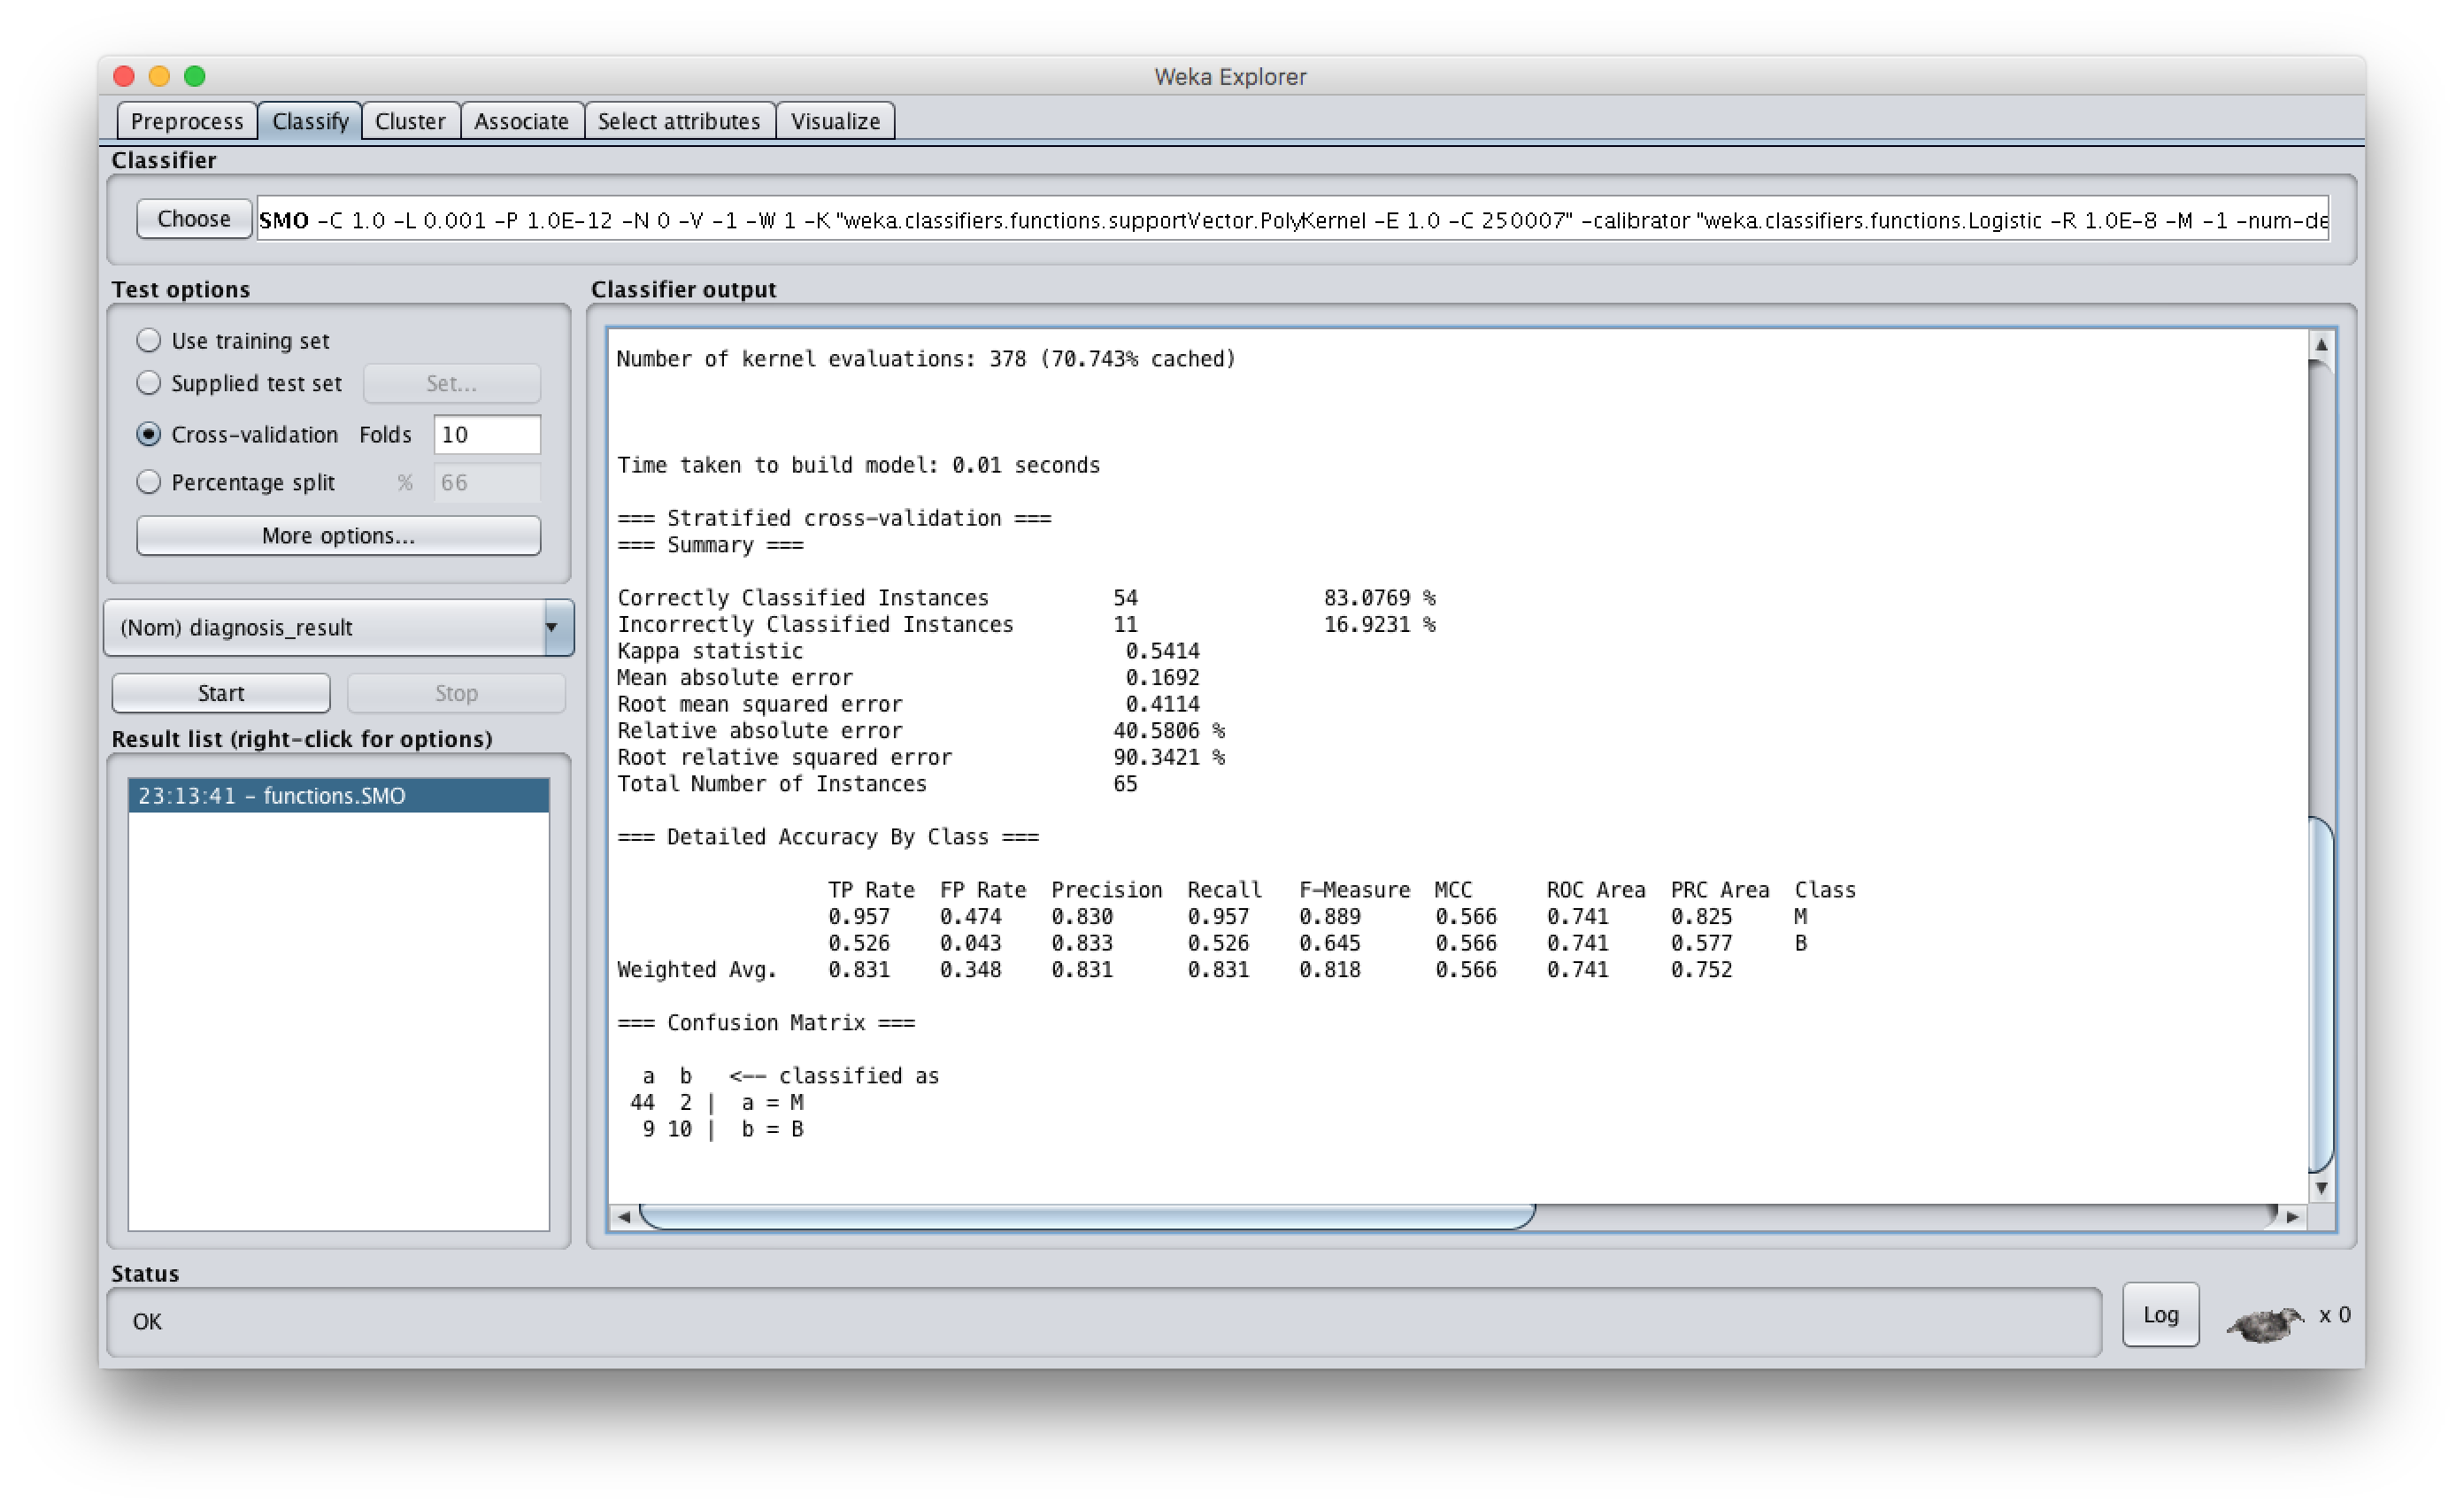 Weka Explorer
Preprocess Classify Cluster Associate Select attributes Visualize
Classifier
Choose SMO -C 1.0 -L 0.001 -P 1.0E-12 -N 0 -V -1 -W 1 -K "weka.classifiers.functions.supportVector.PolyKernel -E 1.0 -C 250007" -calibrator "weka.classifiers.functions.Logistic -R 1.0E-8 -M -1 -num-de
Test options
Use training set
Supplied test set Set...
Cross-validation Folds 10
Percentage split % 66
More options...
(Nom) diagnosis_result
Start Stop
Result list (right-click for options)
23:13:41 - functions.SMO
Classifier output
Number of kernel evaluations: 378 (70.743% cached)
Time taken to build model: 0.01 seconds
=== Stratified cross-validation ===
=== Summary ===
Correctly Classified Instances 54 83.0769 %
Incorrectly Classified Instances 11 16.9231 %
Kappa statistic 0.5414
Mean absolute error 0.1692
Root mean squared error 0.4114
Relative absolute error 40.5806 %
Root relative squared error 90.3421 %
Total Number of Instances 65
=== Detailed Accuracy By Class ===
TP Rate FP Rate Precision Recall F-Measure MCC ROC Area PRC Area Class
0.957 0.474 0.830 0.957 0.889 0.566 0.741 0.825 M
0.526 0.043 0.833 0.526 0.645 0.566 0.741 0.577 B
Weighted Avg. 0.831 0.348 0.831 0.831 0.818 0.566 0.741 0.752
=== Confusion Matrix ===
a b <-- classified as
44 2 | a = M
9 10 | b = B
Status
OK
Log x 0